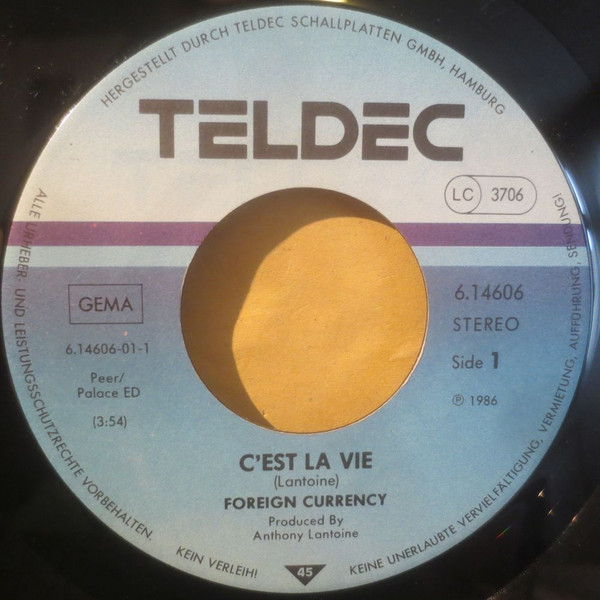 HERGESTELLT DURCH TELDEC SCHALLPLATTEN GMBH, HAMBURG
TELDEC
LC 3706
GEMA
6.14606-01-1
Peer/
Palace ED
(3:54)
6.14606
STEREO
Side 1
℗ 1986
C'EST LA VIE
(Lantoine)
FOREIGN CURRENCY
Produced By
Anthony Lantoine
45
ALLE URHEBER- UND LEISTUNGSSCHUTZRECHTE VORBEHALTEN.
KEIN VERLEIH!
KEINE UNERLAUBTE VERVIELFÄLTIGUNG, VERMIETUNG, AUFFÜHRUNG, SENDUNG!